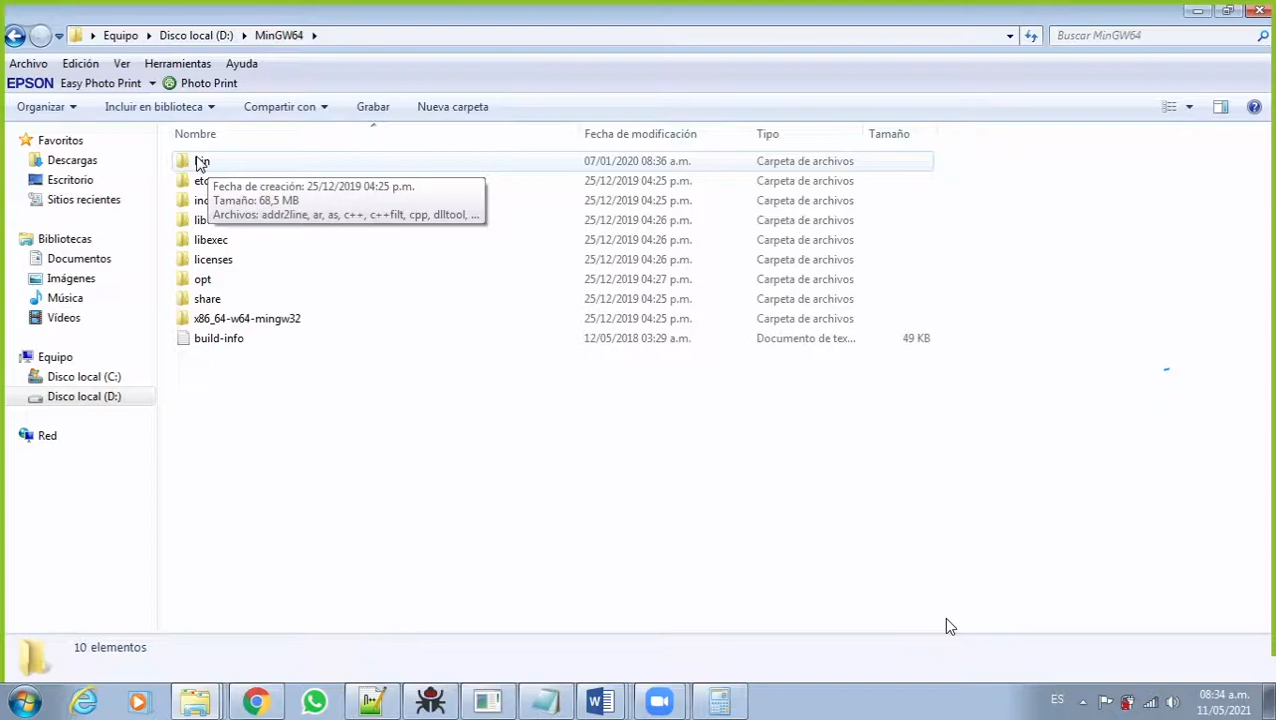 Equipo Disco local (D:) MinGW64 Buscar MinGW64
Archivo Edición Ver Herramientas Ayuda
EPSON Easy Photo Print Photo Print
Organizar Incluir en biblioteca Compartir con Grabar Nueva carpeta
Favoritos
Descargas
Escritorio
Sitios recientes
Bibliotecas
Documentos
Imágenes
Música
Vídeos
Equipo
Disco local (C:)
Disco local (D:)
Red
Nombre Fecha de modificación Tipo Tamaño
07/01/2020 08:36 a.m. Carpeta de archivos
25/12/2019 04:25 p.m. Carpeta de archivos
25/12/2019 04:25 p.m. Carpeta de archivos
25/12/2019 04:26 p.m. Carpeta de archivos
libexec 25/12/2019 04:26 p.m. Carpeta de archivos
licenses 25/12/2019 04:26 p.m. Carpeta de archivos
opt 25/12/2019 04:27 p.m. Carpeta de archivos
share 25/12/2019 04:25 p.m. Carpeta de archivos
x86_64-w64-mingw32 25/12/2019 04:25 p.m. Carpeta de archivos
build-info 12/05/2018 03:29 a.m. Documento de tex... 49 KB
Fecha de creación: 25/12/2019 04:25 p.m.
Tamaño: 68,5 MB
Archivos: addr2line, ar, as, c++, c++filt, cpp, dlltool, ...
10 elementos
ES
08:34 a.m.
11/05/2021